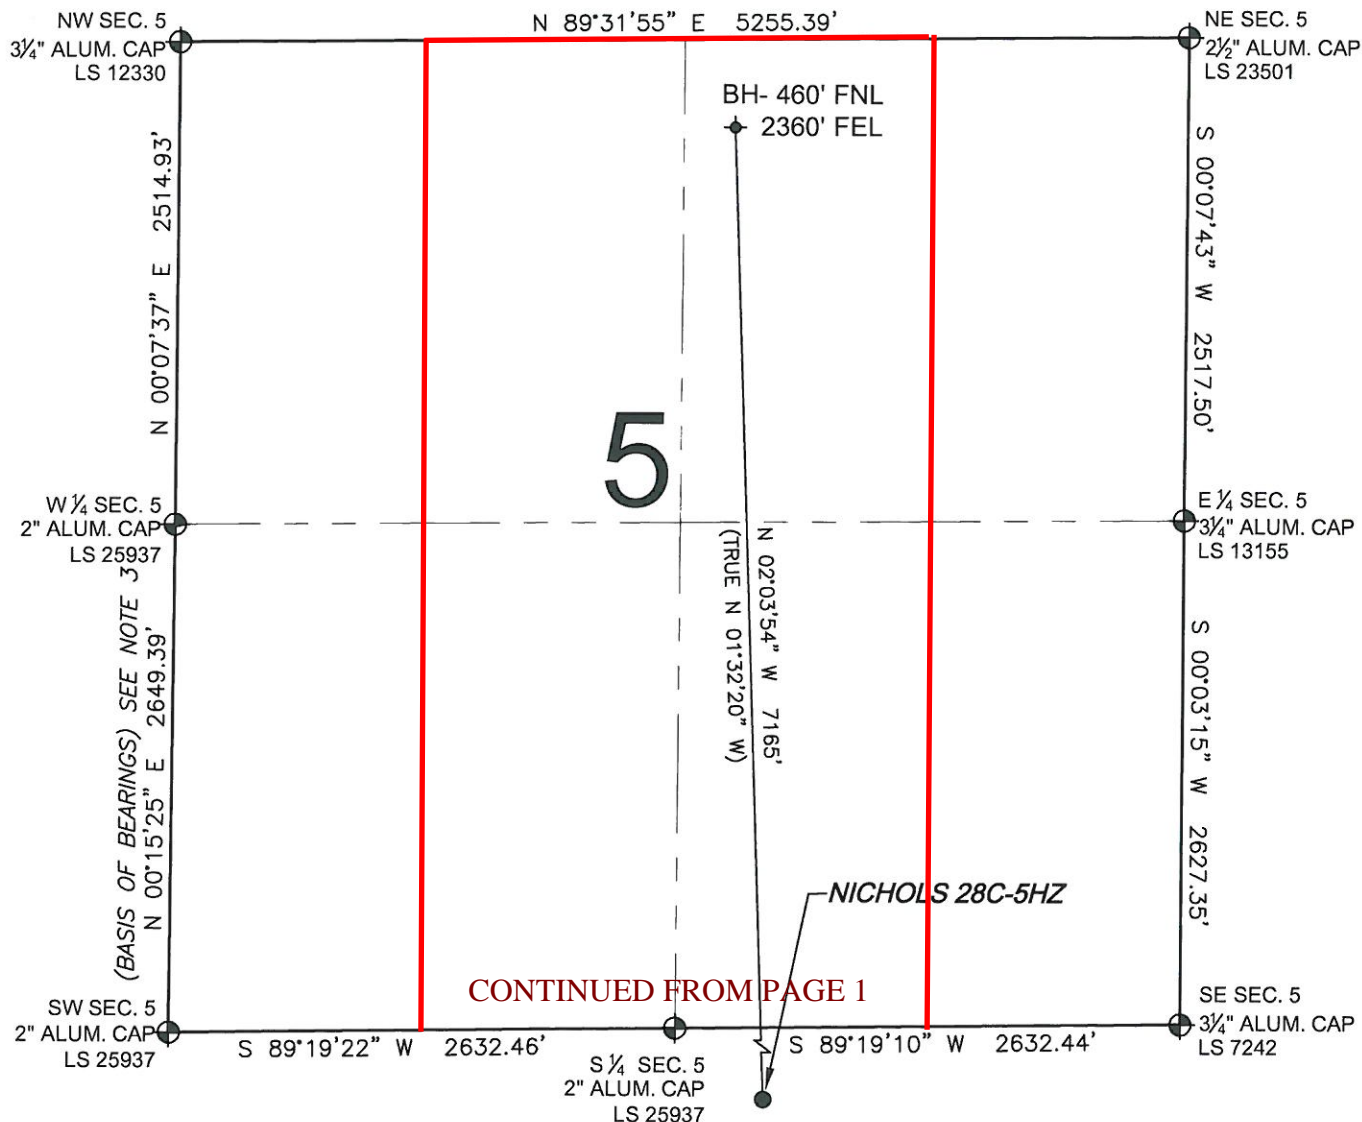 NW SEC. 5
3¼" ALUM. CAP
LS 12330
N 89°31'55" E 5255.39'
NE SEC. 5
2½" ALUM. CAP
LS 23501
BH- 460' FNL
2360' FEL
N 00°07'37" E 2514.93'
S 00°07'43" W 2517.50'
5
W ¼ SEC. 5
2" ALUM. CAP
LS 25937
E ¼ SEC. 5
3¼" ALUM. CAP
LS 13155
N 02°03'54" W 7165'
(TRUE N 01°32'20" W)
(BASIS OF BEARINGS) SEE NOTE 3
N 00°15'25" E 2649.39'
S 00°03'15" W 2627.35'
NICHOLS 28C-5HZ
CONTINUED FROM PAGE 1
SW SEC. 5
2" ALUM. CAP
LS 25937
S 89°19'22" W 2632.46'
S ¼ SEC. 5
2" ALUM. CAP
LS 25937
S 89°19'10" W 2632.44'
SE SEC. 5
3¼" ALUM. CAP
LS 7242